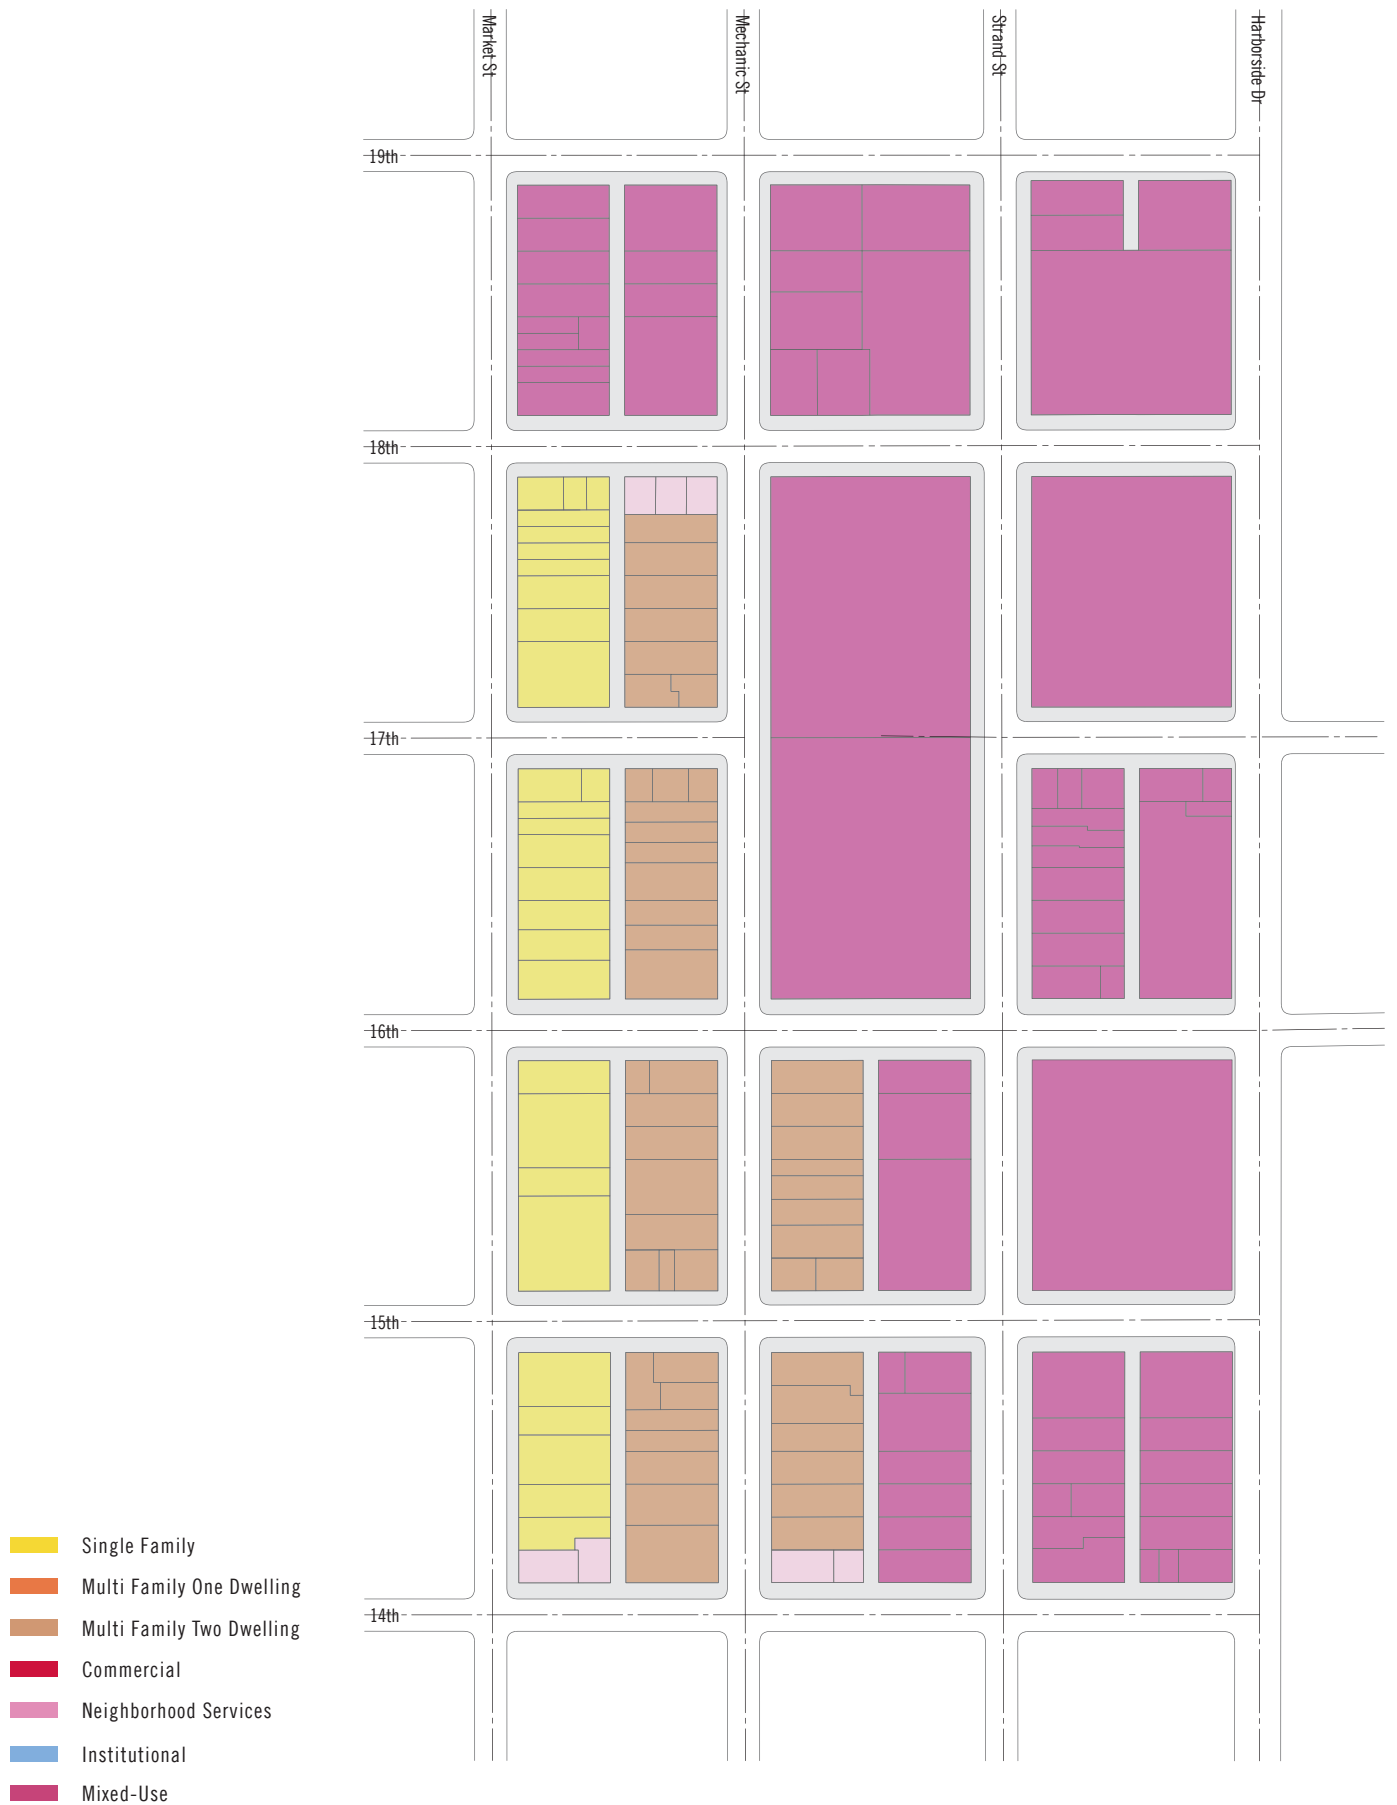 Market St
Mechanic St
Strand St
Harborside Dr
19th
18th
17th
16th
15th
14th
Single Family
Multi Family One Dwelling
Multi Family Two Dwelling
Commercial
Neighborhood Services
Institutional
Mixed-Use